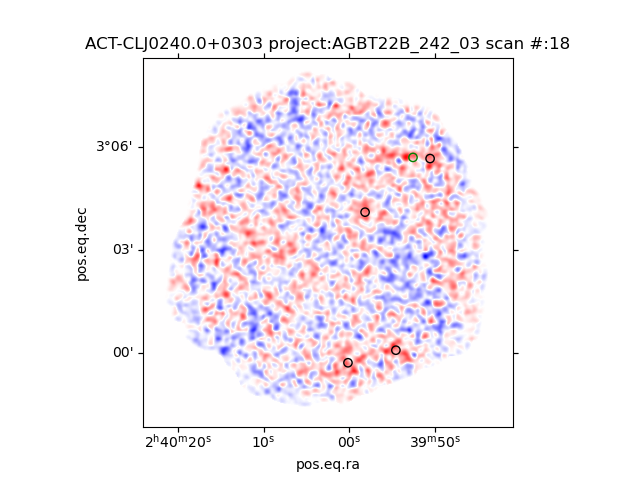 ACT-CLJ0240.0+0303 project:AGBT22B_242_03 scan #:18
3°06'
03'
00'
pos.eq.dec
2ʰ40ᵐ20ˢ 10ˢ 00ˢ 39ᵐ50ˢ
pos.eq.ra